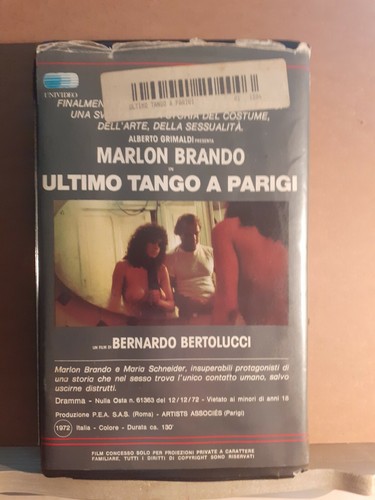 UNIVIDEO
ULTIMO TANGO A PARIGI
FINALMEN
UNA SV STORIA DEL COSTUME,
DELL'ARTE, DELLA SESSUALITÀ.
ALBERTO GRIMALDI PRESENTA
MARLON BRANDO
in
ULTIMO TANGO A PARIGI
UN FILM DI BERNARDO BERTOLUCCI
Marlon Brando e Maria Schneider, insuperabili protagonisti di
una storia che nel sesso trova l'unico contatto umano, salvo
uscirne distrutti.
Dramma - Nulla Osta n. 61363 del 12/12/72 - Vietato ai minori di anni 18
Produzione P.E.A. S.A.S. (Roma) - ARTISTS ASSOCIÉS (Parigi)
1972 Italia - Colore - Durata ca. 130'
FILM CONCESSO SOLO PER PROIEZIONI PRIVATE A CARATTERE
FAMILIARE. TUTTI I DIRITTI DI COPYRIGHT SONO RISERVATI